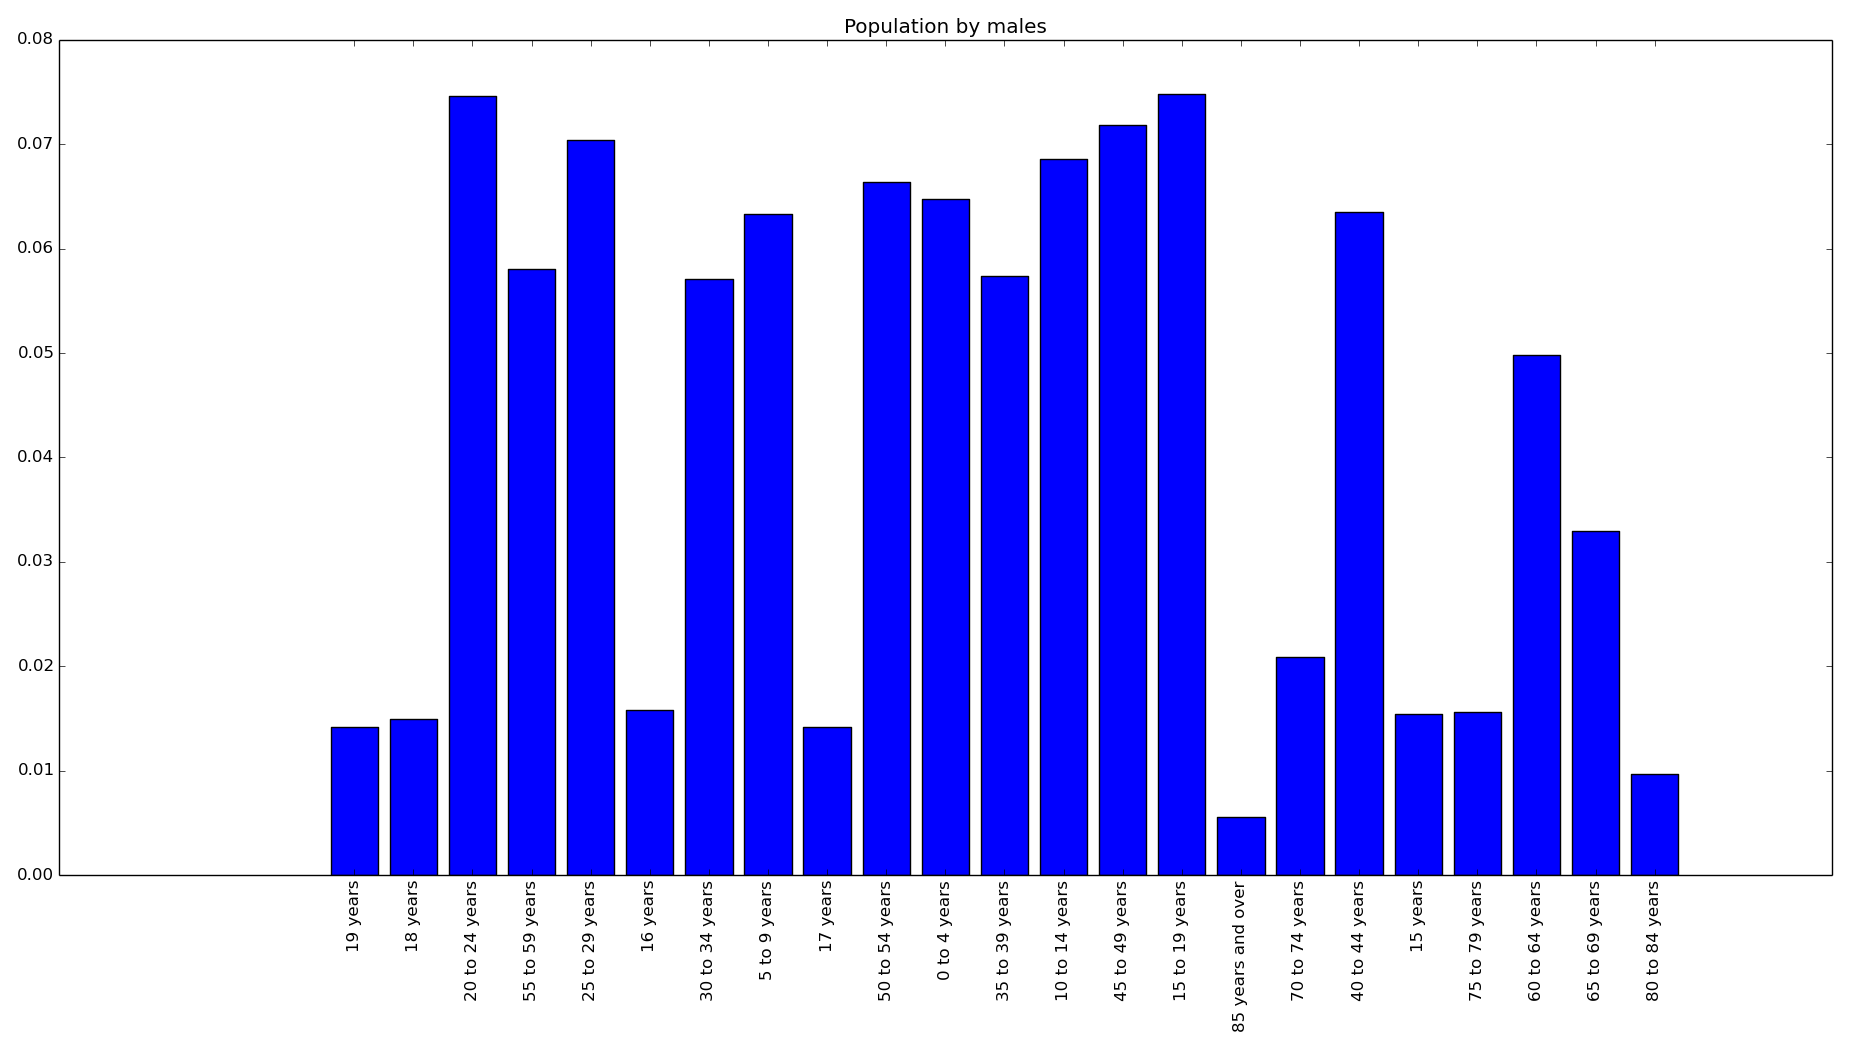 Population by males
0.08
0.07
0.06
0.05
0.04
0.03
0.02
0.01
0.00
19 years
18 years
20 to 24 years
55 to 59 years
25 to 29 years
16 years
30 to 34 years
5 to 9 years
17 years
50 to 54 years
0 to 4 years
35 to 39 years
10 to 14 years
45 to 49 years
15 to 19 years
85 years and over
70 to 74 years
40 to 44 years
15 years
75 to 79 years
60 to 64 years
65 to 69 years
80 to 84 years